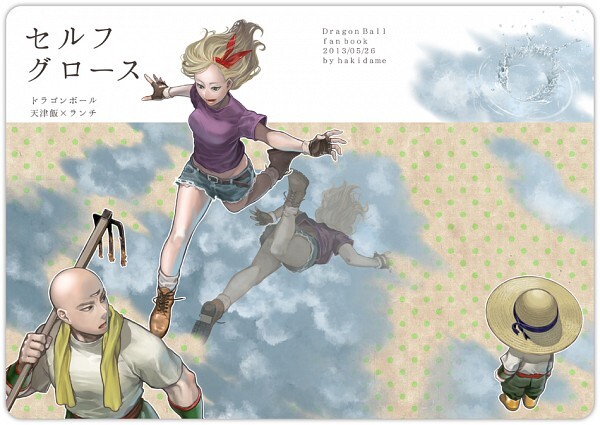 セルフ
グロース
ドラゴンボール
天津飯×ランチ
Dragon Ball
fan book
2013/05/26
by hakidame